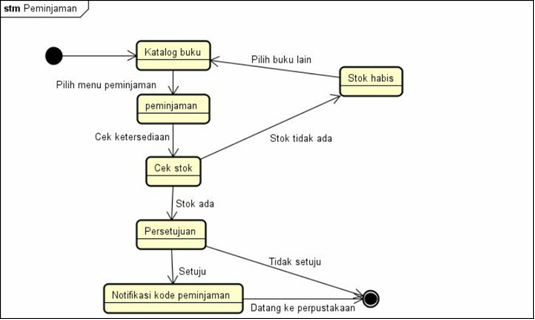 stm Peminjaman
Katalog buku
Pilih buku lain
Stok habis
Pilih menu peminjaman
peminjaman
Cek ketersediaan
Stok tidak ada
Cek stok
Stok ada
Persetujuan
Tidak setuju
Setuju
Notifikasi kode peminjaman
Datang ke perpustakaan